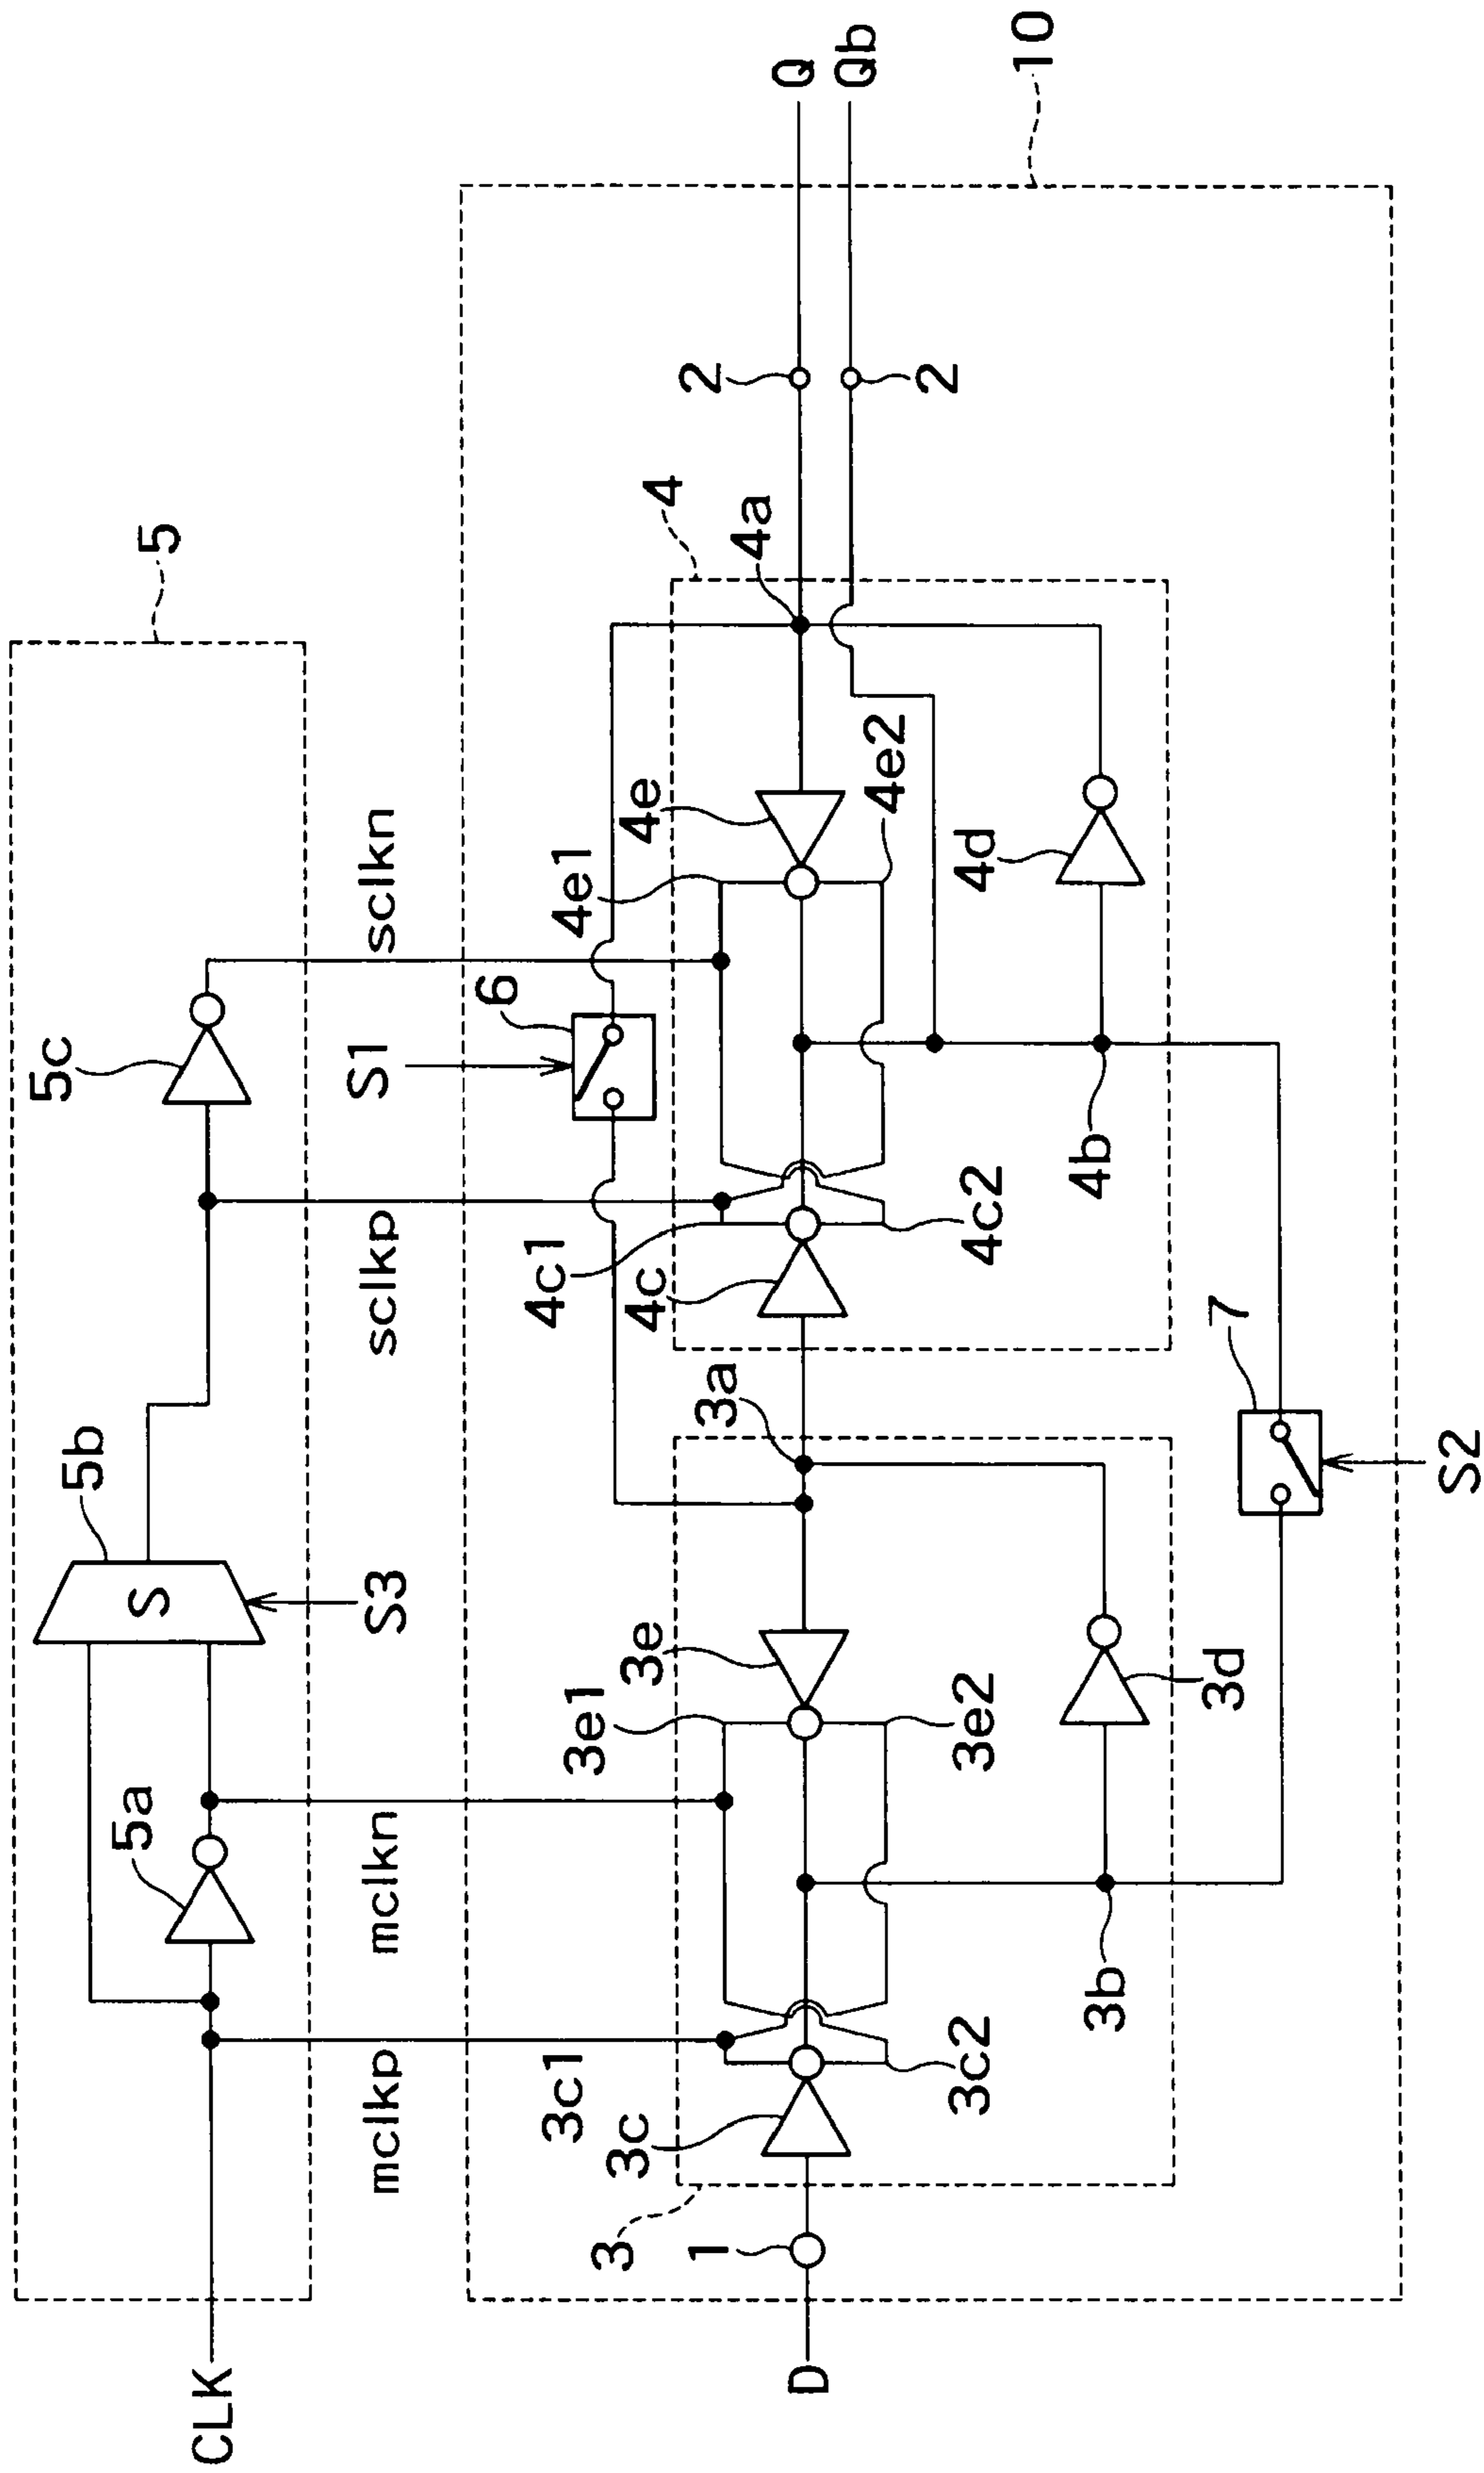 CLK
5
5a
5b
S
S3
5c
mclkp
mclkn
sclkp
sclkn
S1
6
10
D
1
3
3c
3c1
3c2
3e
3e1
3e2
3a
3b
3d
4
4c
4c1
4c2
4e
4e1
4e2
4a
4b
4d
2
2
Q
Qb
7
S2